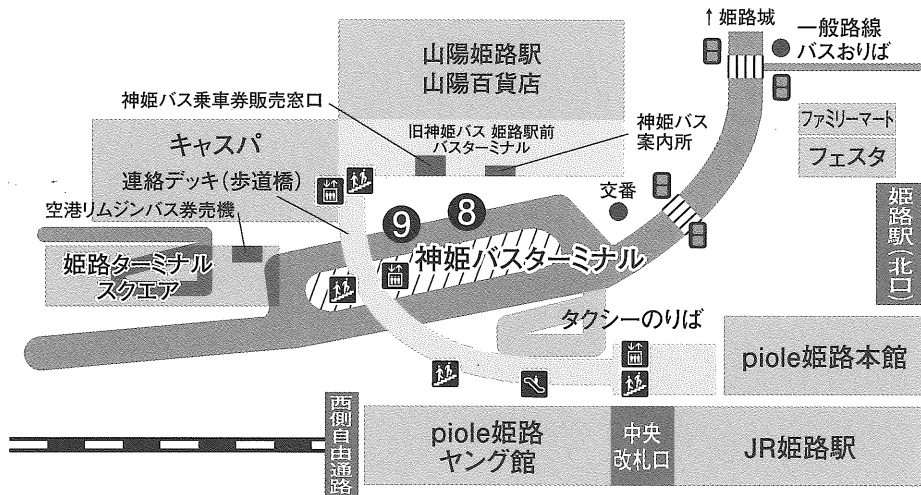 ↑姫路城
一般路線
バスおりば
山陽姫路駅
山陽百貨店
神姫バス乗車券販売窓口
旧神姫バス 姫路駅前
バスターミナル
神姫バス
案内所
ファミリーマート
フェスタ
キャスパ
連絡デッキ(歩道橋)
空港リムジンバス券売機
交番
9
8
姫路駅(北口)
姫路ターミナル
スクエア
神姫バスターミナル
タクシーのりば
piole姫路本館
西側自由通路
piole姫路
ヤング館
中央
改札口
JR姫路駅